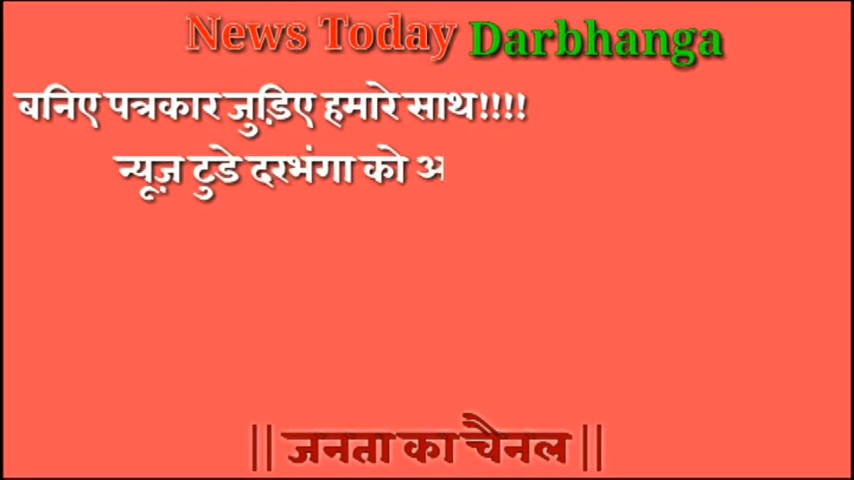 News Today Darbhanga
बनिए पत्रकार जुड़िए हमारे साथ!!!!
न्यूज़ टुडे दरभंगा को अ
|| जनता का चैनल ||